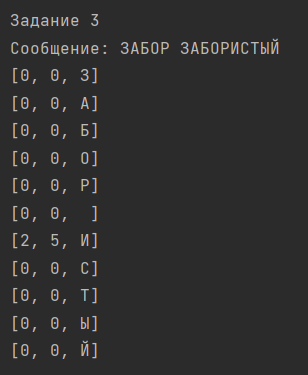 Задание 3
Сообщение: ЗАБОР ЗАБОРИСТЫЙ
[0, 0, З]
[0, 0, А]
[0, 0, Б]
[0, 0, О]
[0, 0, Р]
[0, 0,  ]
[2, 5, И]
[0, 0, С]
[0, 0, Т]
[0, 0, Ы]
[0, 0, Й]